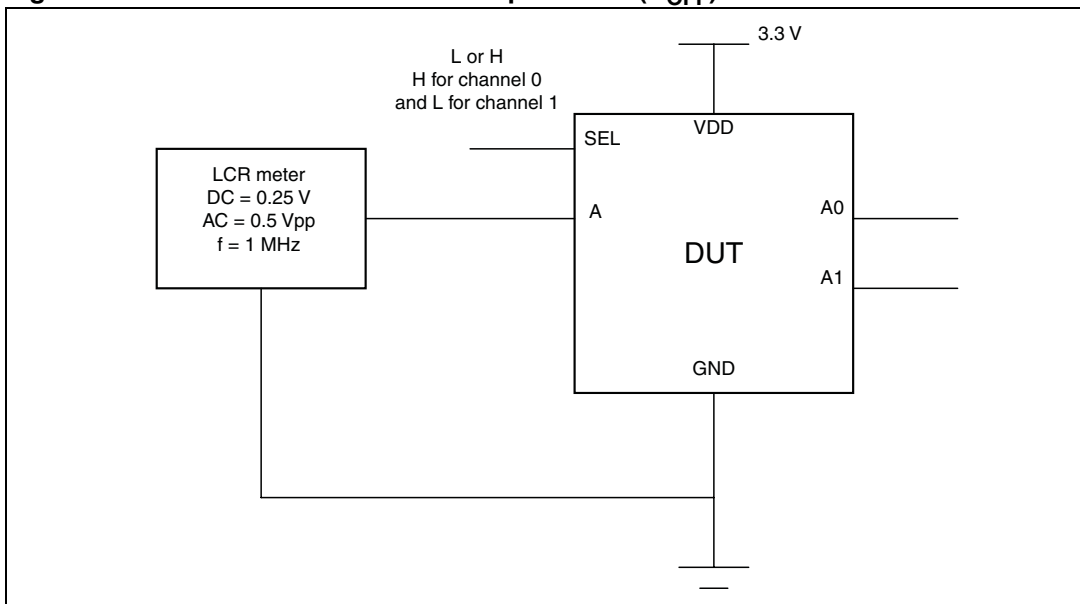 3.3 V
L or H
H for channel 0
and L for channel 1
VDD
SEL
LCR meter
DC = 0.25 V
AC = 0.5 Vpp
f = 1 MHz
A
A0
DUT
A1
GND